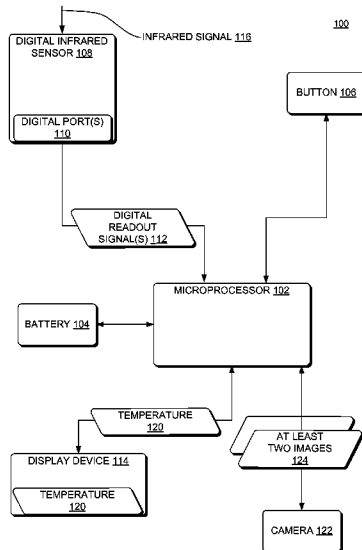 INFRARED SIGNAL 116
100
DIGITAL INFRARED
SENSOR 108
DIGITAL PORT(S)
110
BUTTON 106
DIGITAL
READOUT
SIGNAL(S) 112
MICROPROCESSOR 102
BATTERY 104
TEMPERATURE
120
AT LEAST
TWO IMAGES
124
DISPLAY DEVICE 114
TEMPERATURE
120
CAMERA 122